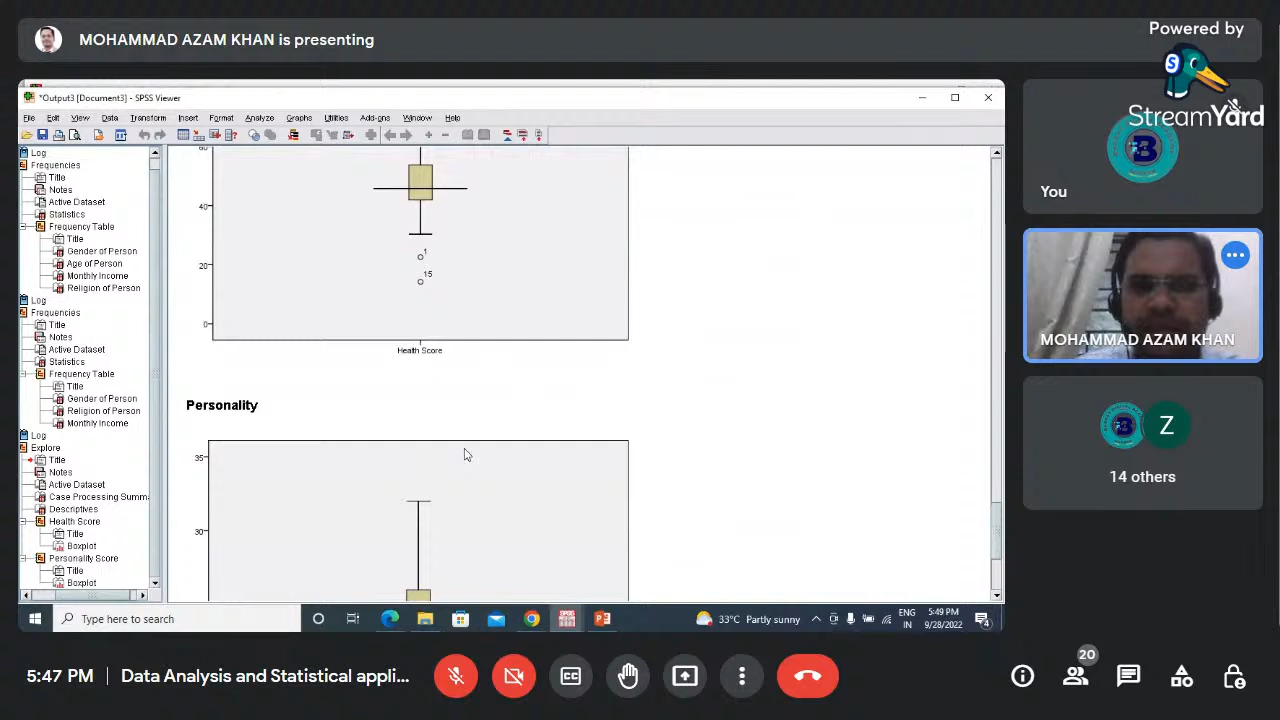 MOHAMMAD AZAM KHAN is presenting
Powered by
StreamYard
*Output3 [Document3] - SPSS Viewer
File Edit View Data Transform Insert Format Analyze Graphs Utilities Add-ons Window Help
Log
Frequencies
Title
Notes
Active Dataset
Statistics
Frequency Table
Title
Gender of Person
Age of Person
Monthly Income
Religion of Person
Log
Frequencies
Title
Notes
Active Dataset
Statistics
Frequency Table
Title
Gender of Person
Religion of Person
Monthly Income
Log
Explore
Title
Notes
Active Dataset
Case Processing Summa
Descriptives
Health Score
Title
Boxplot
Personality Score
Title
Boxplot
60
40
20
0
1
15
Heath Score
Personality
35
30
You
MOHAMMAD AZAM KHAN
Z
14 others
Type here to search
33°C Partly sunny
ENG
IN
5:49 PM
9/28/2022
4
5:47 PM
Data Analysis and Statistical appli...
20